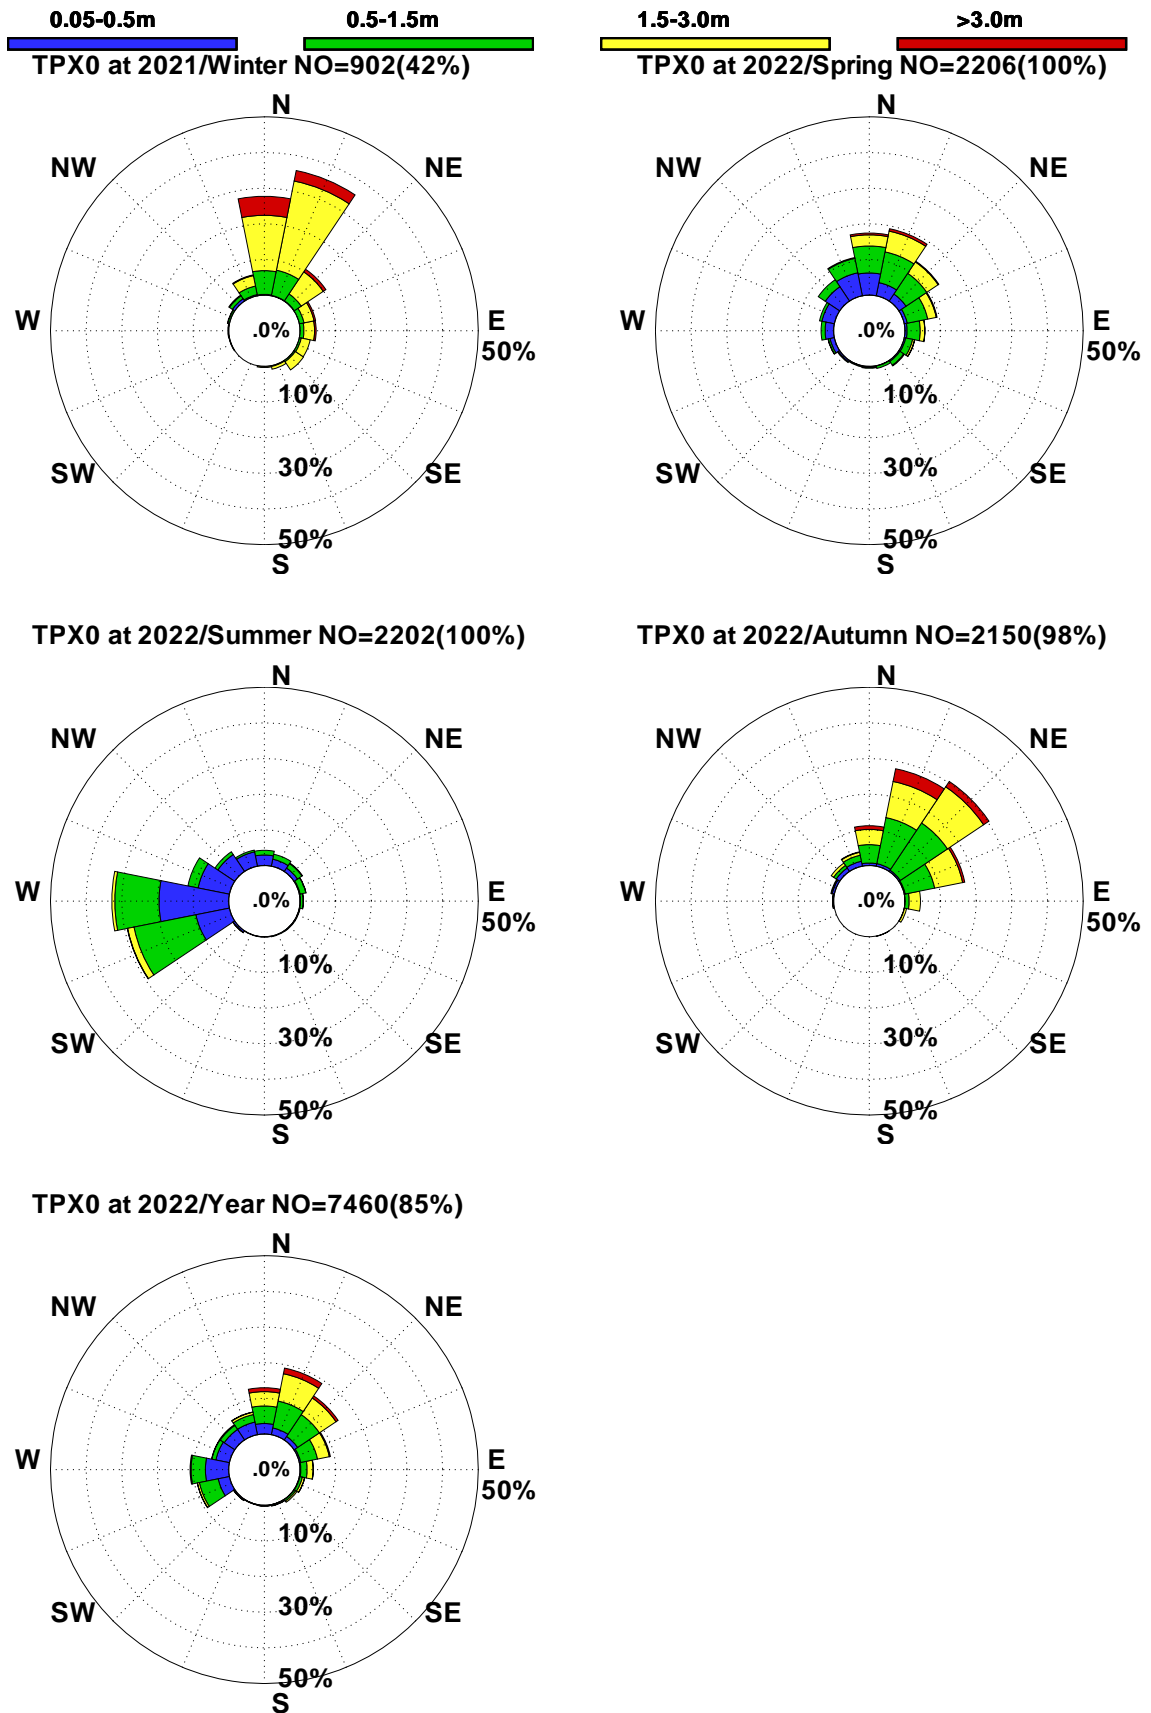 0.05-0.5m 0.5-1.5m 1.5-3.0m >3.0m
TPX0 at 2021/Winter NO=902(42%)
N
NW NE
W .0% E
50%
10%
SW 30% SE
50%
S
TPX0 at 2022/Spring NO=2206(100%)
N
NW NE
W .0% E
50%
10%
SW 30% SE
50%
S
TPX0 at 2022/Summer NO=2202(100%)
N
NW NE
W .0% E
50%
10%
SW 30% SE
50%
S
TPX0 at 2022/Autumn NO=2150(98%)
N
NW NE
W .0% E
50%
10%
SW 30% SE
50%
S
TPX0 at 2022/Year NO=7460(85%)
N
NW NE
W .0% E
50%
10%
SW 30% SE
50%
S